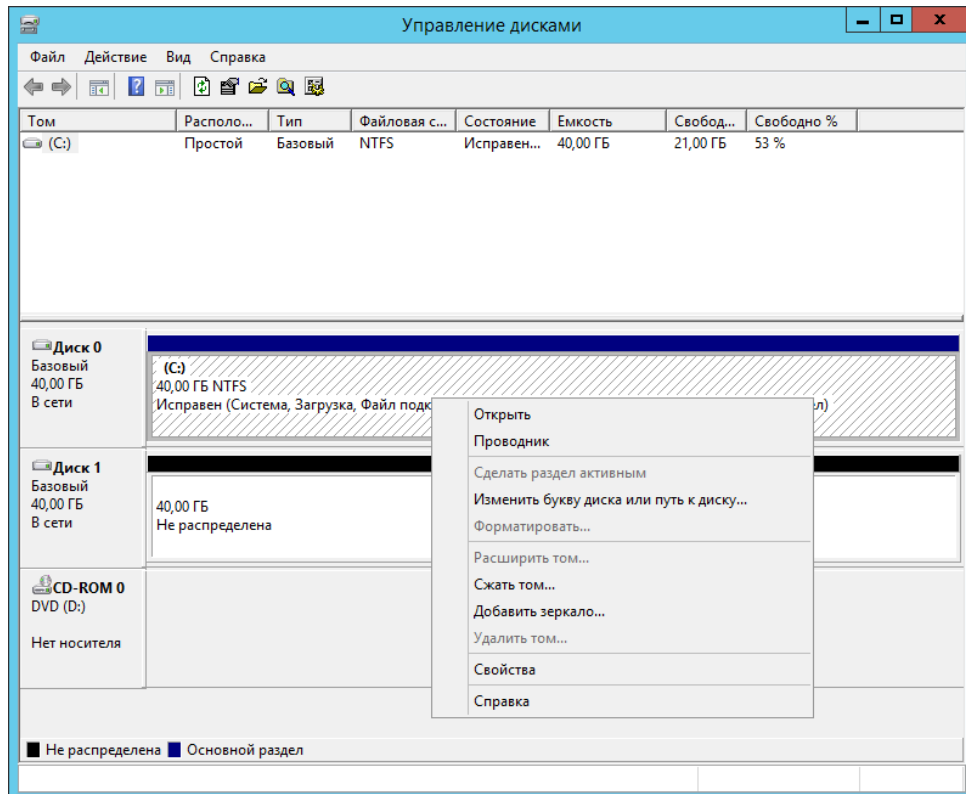 Управление дисками
Файл Действие Вид Справка
Том Располо... Тип Файловая с... Состояние Емкость Свобод... Свободно %
(C:) Простой Базовый NTFS Исправен... 40,00 ГБ 21,00 ГБ 53 %
Диск 0
Базовый
40,00 ГБ
В сети
(C:)
40,00 ГБ NTFS
Исправен (Система, Загрузка, Файл подк
Диск 1
Базовый
40,00 ГБ
В сети
40,00 ГБ
Не распределена
CD-ROM 0
DVD (D:)
Нет носителя
Открыть
Проводник
Сделать раздел активным
Изменить букву диска или путь к диску...
Форматировать...
Расширить том...
Сжать том...
Добавить зеркало...
Удалить том...
Свойства
Справка
Не распределена Основной раздел